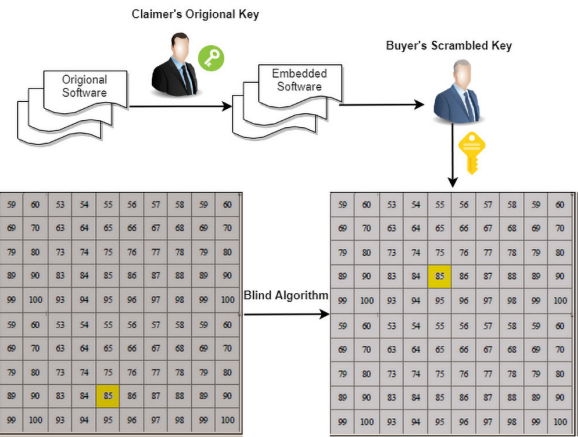 Claimer's Origional Key
Buyer's Scrambled Key
Origional
Software
Embedded
Software
59 60 53 54 55 56 57 58 59 60
69 70 63 64 65 66 67 68 69 70
79 80 73 74 75 76 77 78 79 80
89 90 83 84 85 86 87 88 89 90
99 100 93 94 95 96 97 98 99 100
59 60 53 54 55 56 57 58 59 60
69 70 63 64 65 66 67 68 69 70
79 80 73 74 75 76 77 78 79 80
89 90 83 84 85 86 87 88 89 90
99 100 93 94 95 96 97 98 99 100
Blind Algorithm
59 60 53 54 55 56 57 58 59 60
69 70 63 64 65 66 67 68 69 70
79 80 73 74 75 76 77 78 79 80
89 90 83 84 85 86 87 88 89 90
99 100 93 94 95 96 97 98 99 100
59 60 53 54 55 56 57 58 59 60
69 70 63 64 65 66 67 68 69 70
79 80 73 74 75 76 77 78 79 80
89 90 83 84 85 86 87 88 89 90
99 100 93 94 95 96 97 98 99 100